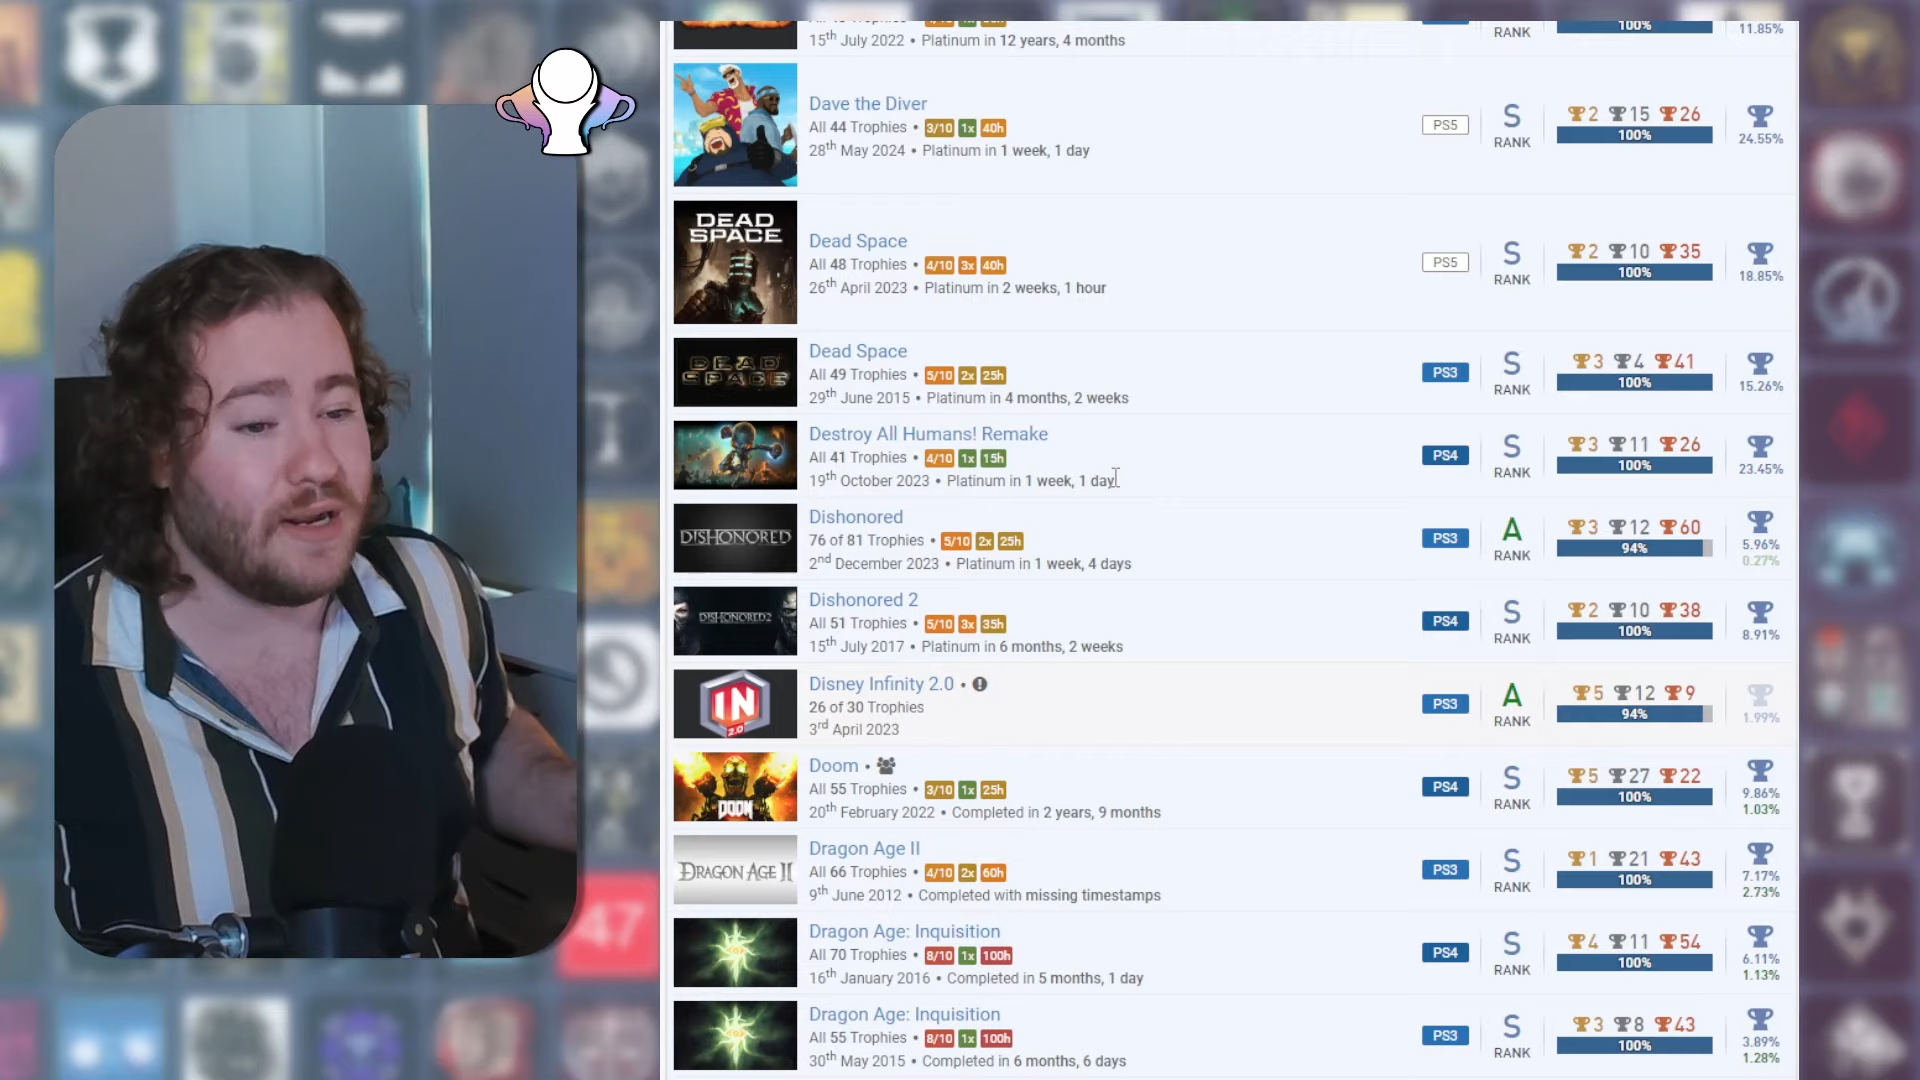 15th July 2022 • Platinum in 12 years, 4 months
RANK
100%
11.85%
Dave the Diver
All 44 Trophies • 3/10 1x 40h
28th May 2024 • Platinum in 1 week, 1 day
PS5
S
RANK
2 15 26
100%
24.55%
DEAD SPACE
Dead Space
All 48 Trophies • 4/10 3x 40h
26th April 2023 • Platinum in 2 weeks, 1 hour
PS5
S
RANK
2 10 35
100%
18.85%
DEAD SPACE
Dead Space
All 49 Trophies • 5/10 2x 25h
29th June 2015 • Platinum in 4 months, 2 weeks
PS3
S
RANK
3 4 41
100%
15.26%
Destroy All Humans! Remake
All 41 Trophies • 4/10 1x 15h
19th October 2023 • Platinum in 1 week, 1 day
PS4
S
RANK
3 11 26
100%
23.45%
DISHONORED
Dishonored
76 of 81 Trophies • 5/10 2x 25h
2nd December 2023 • Platinum in 1 week, 4 days
PS3
A
RANK
3 12 60
94%
5.96%
0.27%
DISHONORED2
Dishonored 2
All 51 Trophies • 5/10 3x 35h
15th July 2017 • Platinum in 6 months, 2 weeks
PS4
S
RANK
2 10 38
100%
8.91%
IN
2.0
Disney Infinity 2.0 •
26 of 30 Trophies
3rd April 2023
PS3
A
RANK
5 12 9
94%
1.99%
DOOM
Doom •
All 55 Trophies • 3/10 1x 25h
20th February 2022 • Completed in 2 years, 9 months
PS4
S
RANK
5 27 22
100%
9.86%
1.03%
DRAGON AGE II
Dragon Age II
All 66 Trophies • 4/10 2x 60h
9th June 2012 • Completed with missing timestamps
PS3
S
RANK
1 21 43
100%
7.17%
2.73%
Dragon Age: Inquisition
All 70 Trophies • 8/10 1x 100h
16th January 2016 • Completed in 5 months, 1 day
PS4
S
RANK
4 11 54
100%
6.11%
1.13%
Dragon Age: Inquisition
All 55 Trophies • 8/10 1x 100h
30th May 2015 • Completed in 6 months, 6 days
PS3
S
RANK
3 8 43
100%
3.89%
1.28%
47